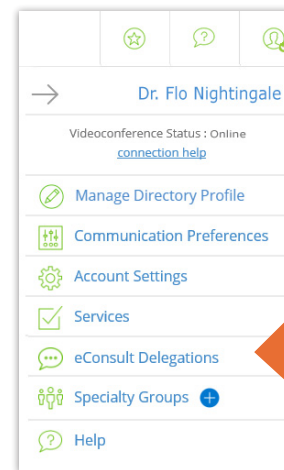 Dr. Flo Nightingale
Videoconference Status : Online
connection help
Manage Directory Profile
Communication Preferences
Account Settings
Services
eConsult Delegations
Specialty Groups
Help